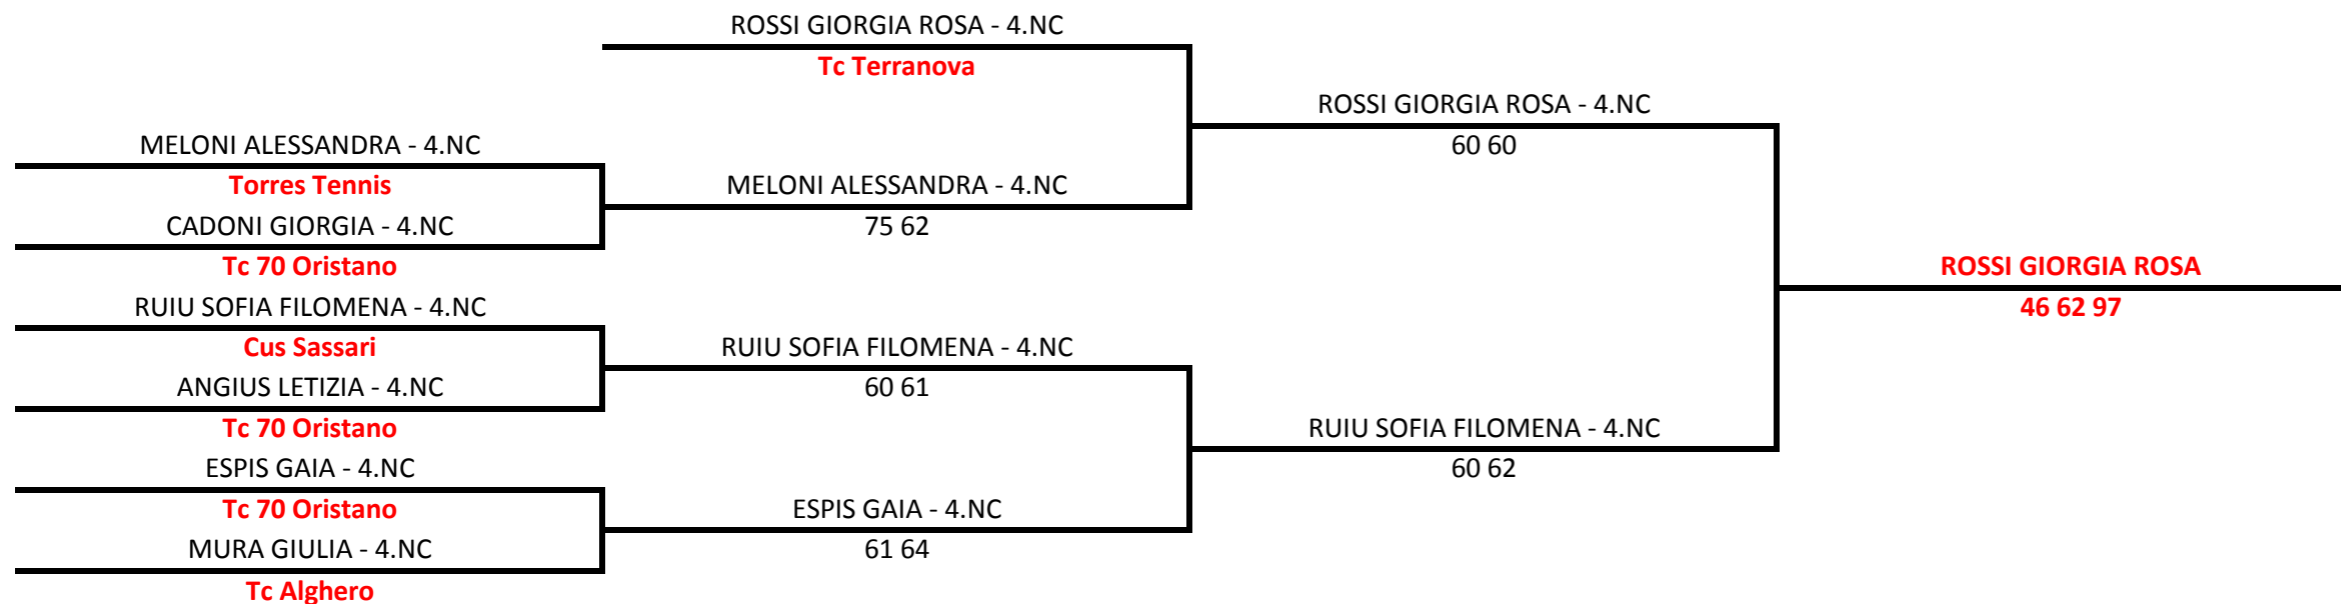 ROSSI GIORGIA ROSA - 4.NC
Tc Terranova
ROSSI GIORGIA ROSA - 4.NC
MELONI ALESSANDRA - 4.NC
60 60
Torres Tennis
MELONI ALESSANDRA - 4.NC
CADONI GIORGIA - 4.NC
75 62
Tc 70 Oristano
ROSSI GIORGIA ROSA
RUIU SOFIA FILOMENA - 4.NC
46 62 97
Cus Sassari
RUIU SOFIA FILOMENA - 4.NC
ANGIUS LETIZIA - 4.NC
60 61
Tc 70 Oristano
RUIU SOFIA FILOMENA - 4.NC
ESPIS GAIA - 4.NC
60 62
Tc 70 Oristano
ESPIS GAIA - 4.NC
MURA GIULIA - 4.NC
61 64
Tc Alghero